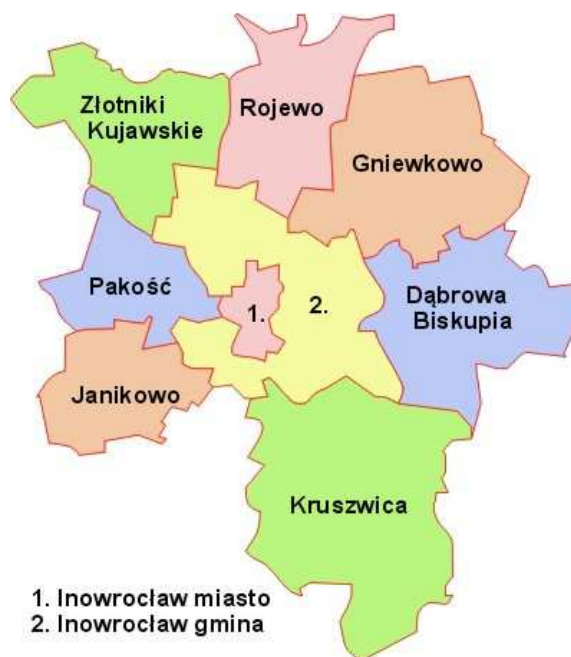 Złotniki
Kujawskie
Rojewo
Gniewkowo
Pakość
1.
2.
Dąbrowa
Biskupia
Janikowo
Kruszwica
1. Inowrocław miasto
2. Inowrocław gmina